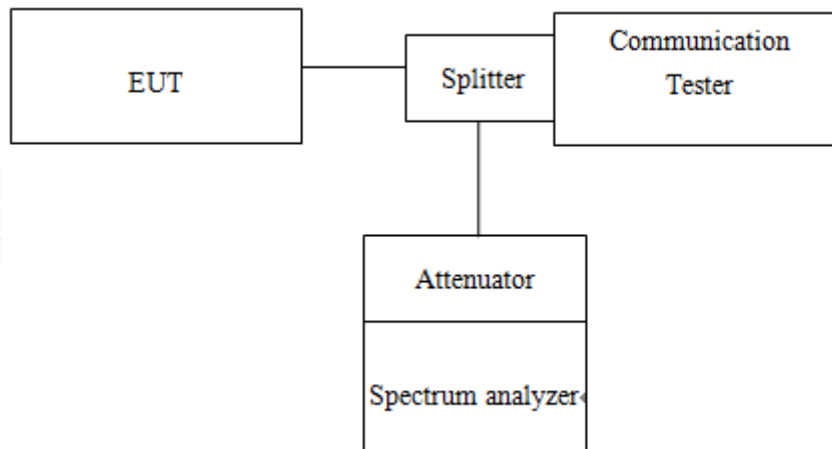 EUT
Splitter
Communication
Tester
Attenuator
Spectrum analyzer